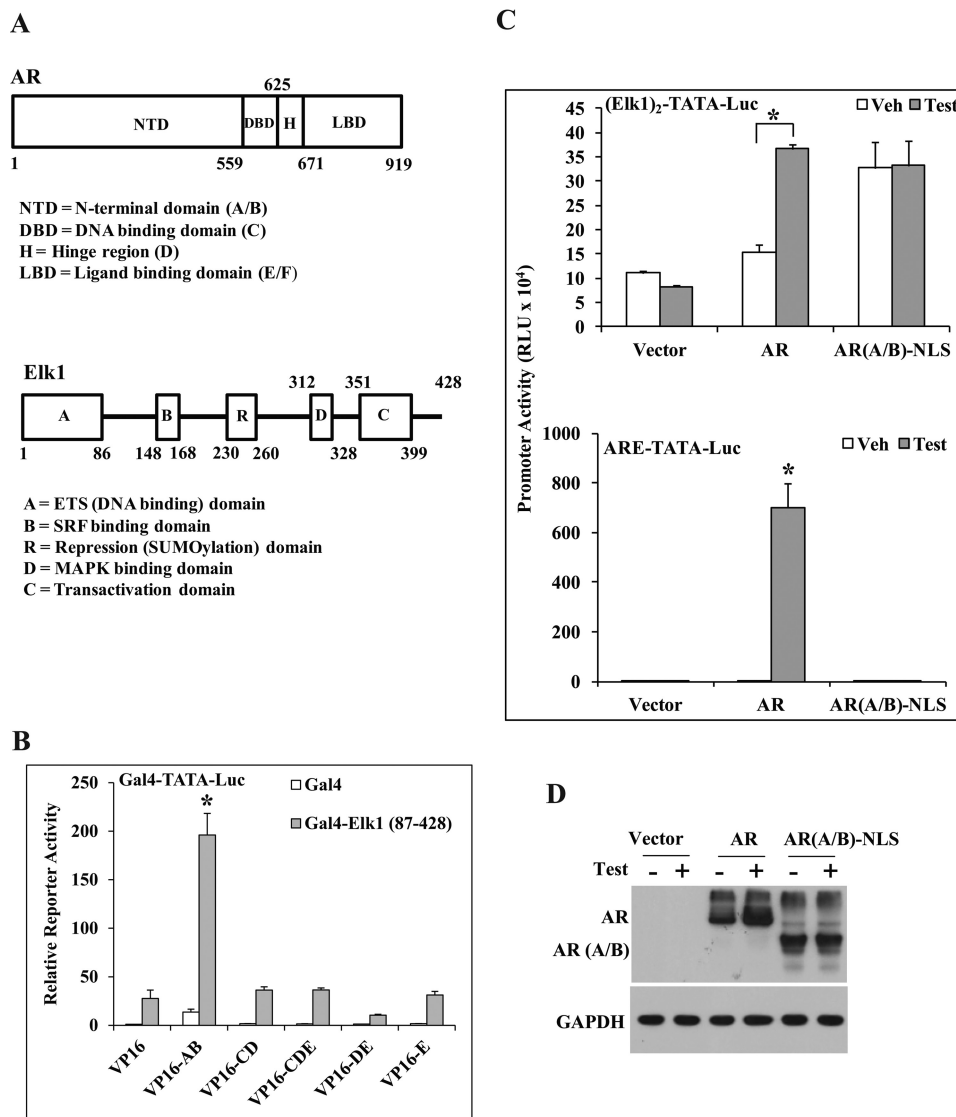 A
AR
625
NTD
DBD
H
LBD
1
559
671
919
NTD = N-terminal domain (A/B)
DBD = DNA binding domain (C)
H = Hinge region (D)
LBD = Ligand binding domain (E/F)
Elk1
312
351
428
A
B
R
D
C
1
86
148
168
230
260
328
399
A = ETS (DNA binding) domain
B = SRF binding domain
R = Repression (SUMOylation) domain
D = MAPK binding domain
C = Transactivation domain
B
Gal4-TATA-Luc
Gal4
Gal4-Elk1 (87-428)
*
Relative Reporter Activity
250
200
150
100
50
0
VP16
VP16-AB
VP16-CD
VP16-CDE
VP16-DE
VP16-E
C
(Elk1)2-TATA-Luc
Veh
Test
*
45
40
35
30
25
20
15
10
5
0
Vector
AR
AR(A/B)-NLS
Promoter Activity (RLU x 10⁴)
ARE-TATA-Luc
Veh
Test
*
1000
800
600
400
200
0
Vector
AR
AR(A/B)-NLS
D
Vector
AR
AR(A/B)-NLS
Test - + - + - +
AR
AR (A/B)
GAPDH